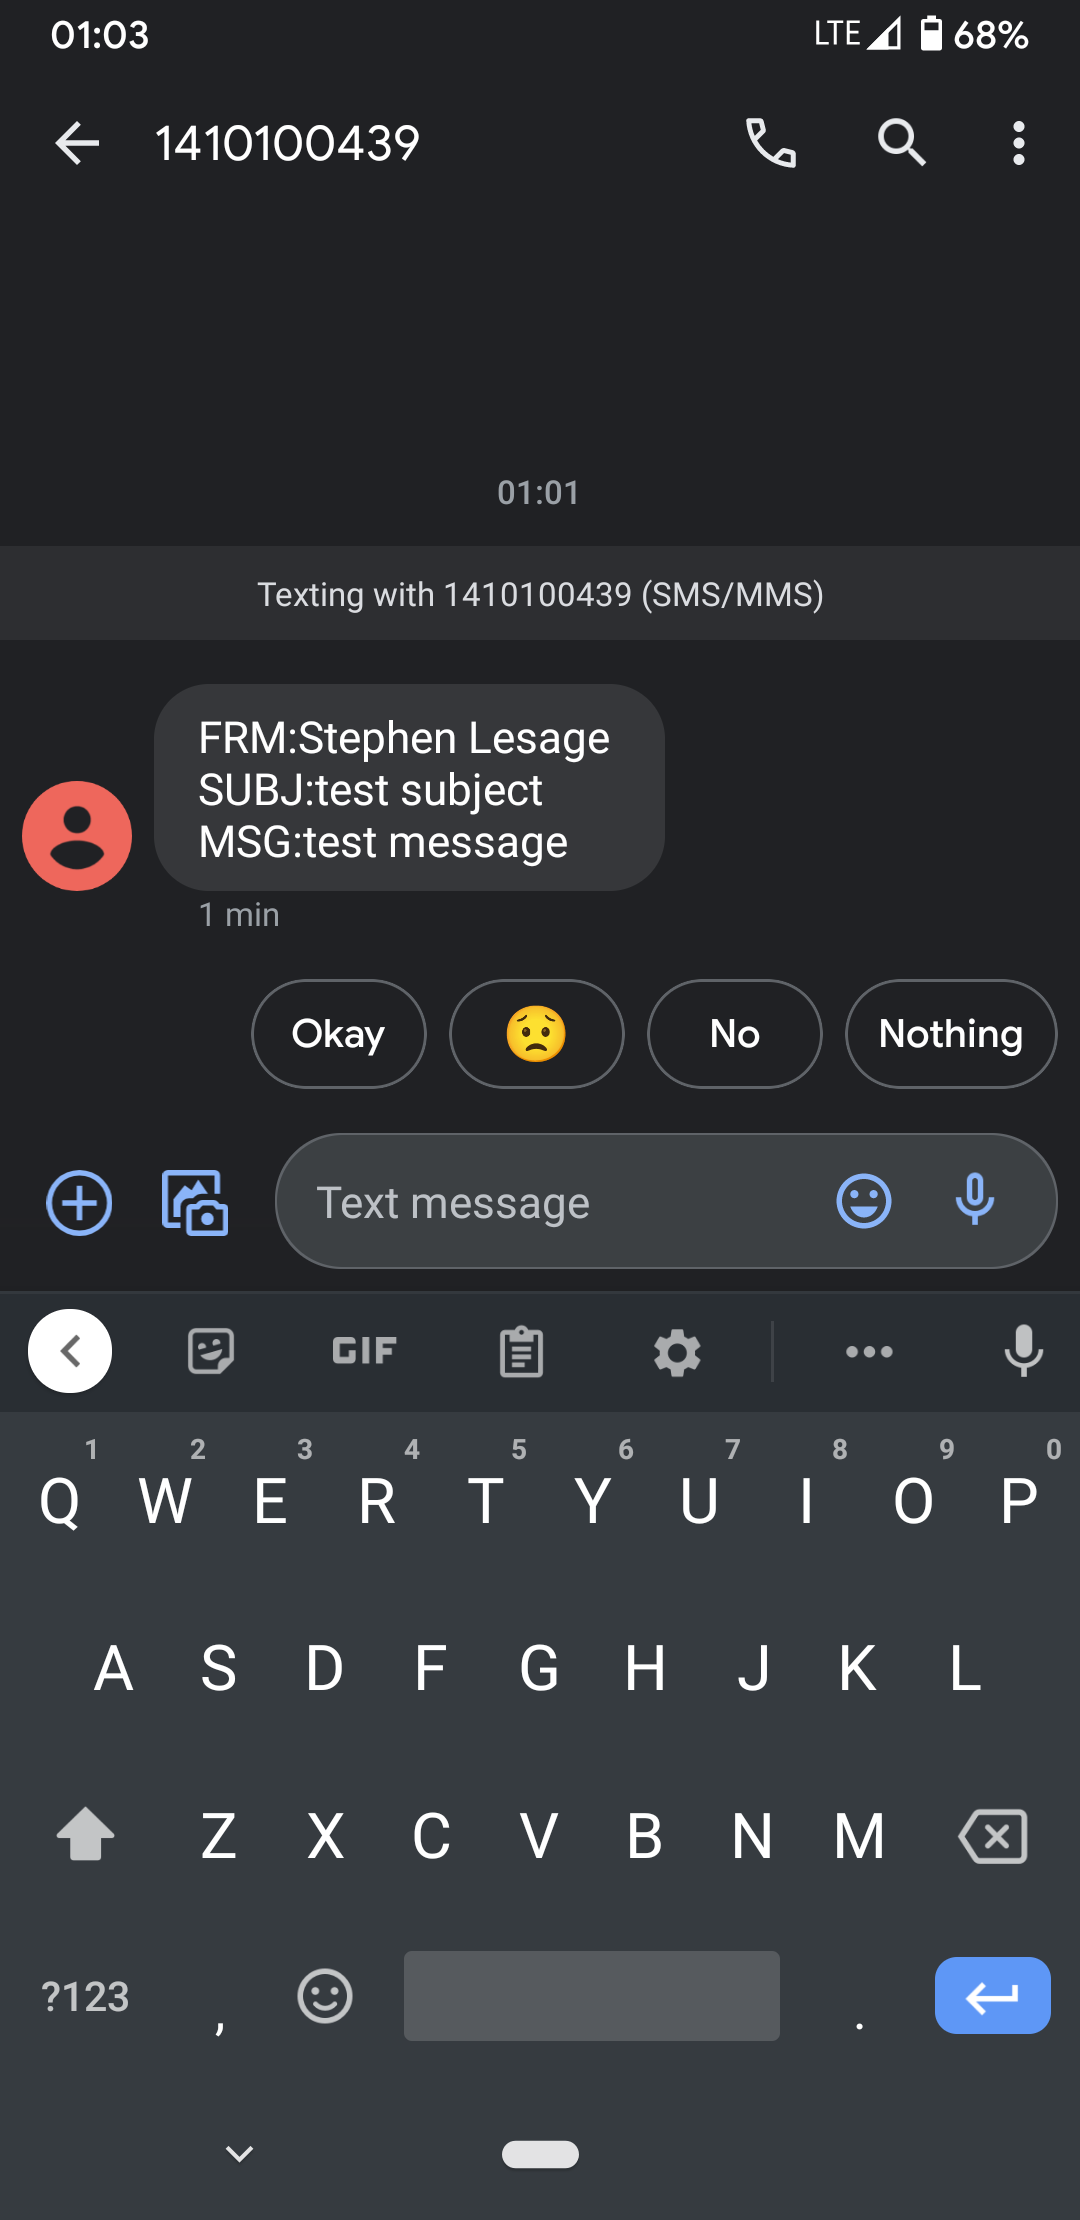 01:03 LTE 68%
1410100439
01:01
Texting with 1410100439 (SMS/MMS)
FRM:Stephen Lesage
SUBJ:test subject
MSG:test message
1 min
Okay No Nothing
Text message
GIF
1 2 3 4 5 6 7 8 9 0
Q W E R T Y U I O P
A S D F G H J K L
Z X C V B N M
?123 , .